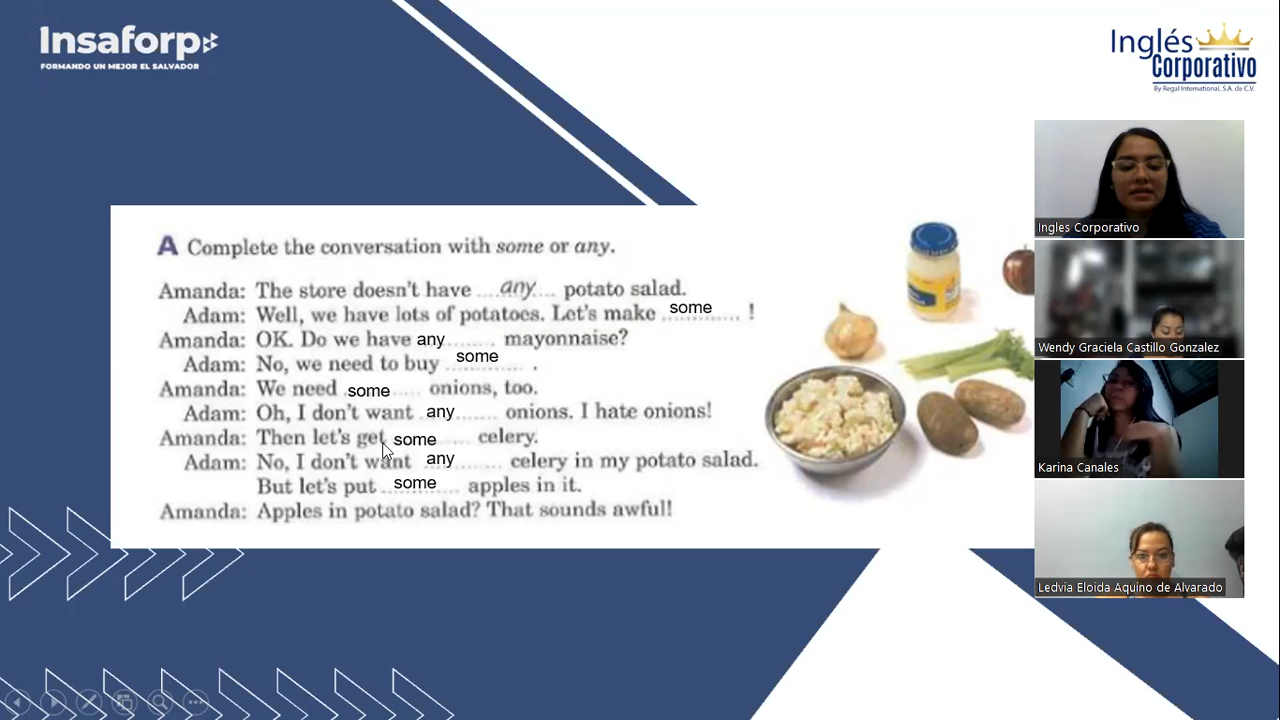 Insaforp
FORMANDO UN MEJOR EL SALVADOR
Inglés
Corporativo
By Regal International, S.A. de C.V.
A Complete the conversation with some or any.
Amanda: The store doesn't have any potato salad.
Adam: Well, we have lots of potatoes. Let's make some !
Amanda: OK. Do we have any mayonnaise?
Adam: No, we need to buy some .
Amanda: We need some onions, too.
Adam: Oh, I don't want any onions. I hate onions!
Amanda: Then let's get some celery.
Adam: No, I don't want any celery in my potato salad.
But let's put some apples in it.
Amanda: Apples in potato salad? That sounds awful!
Ingles Corporativo
Wendy Graciela Castillo Gonzalez
Karina Canales
Ledvia Eloida Aquino de Alvarado